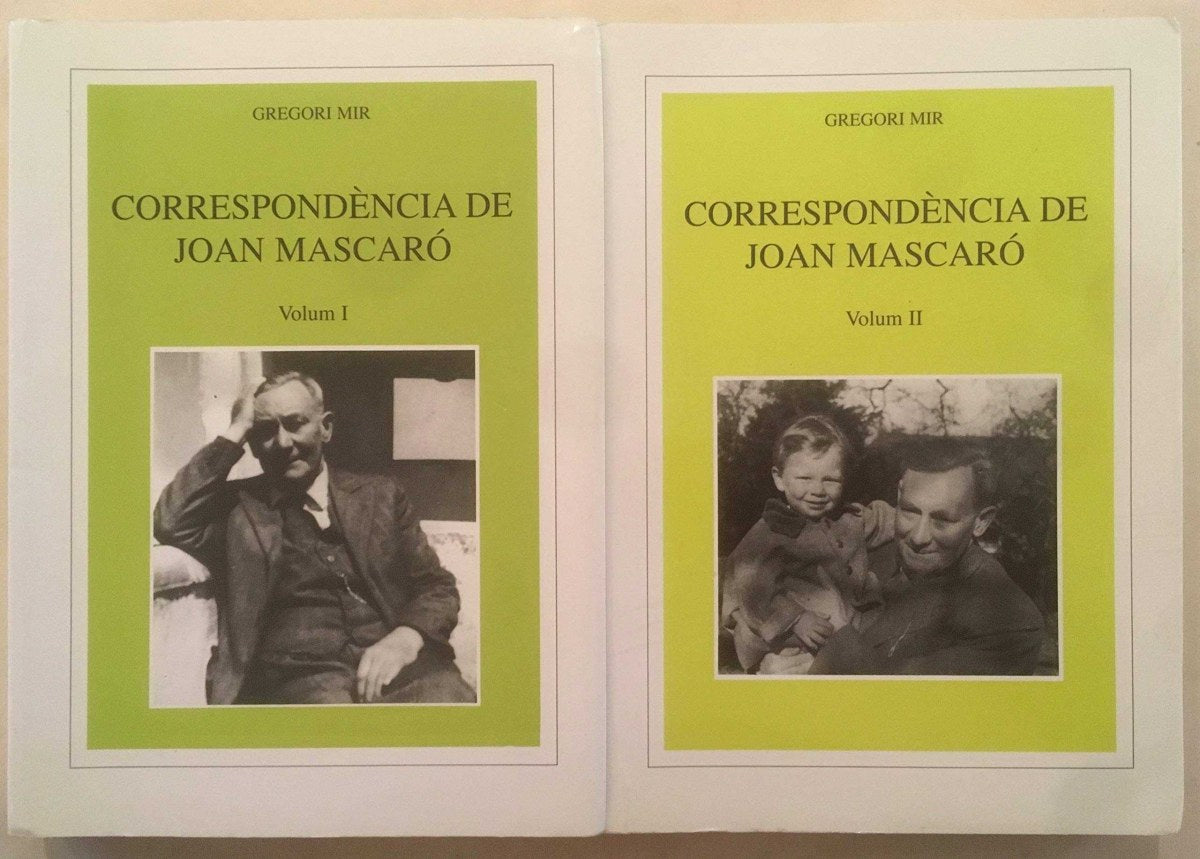 GREGORI MIR
CORRESPONDÈNCIA DE
JOAN MASCARÓ
Volum I
GREGORI MIR
CORRESPONDÈNCIA DE
JOAN MASCARÓ
Volum II